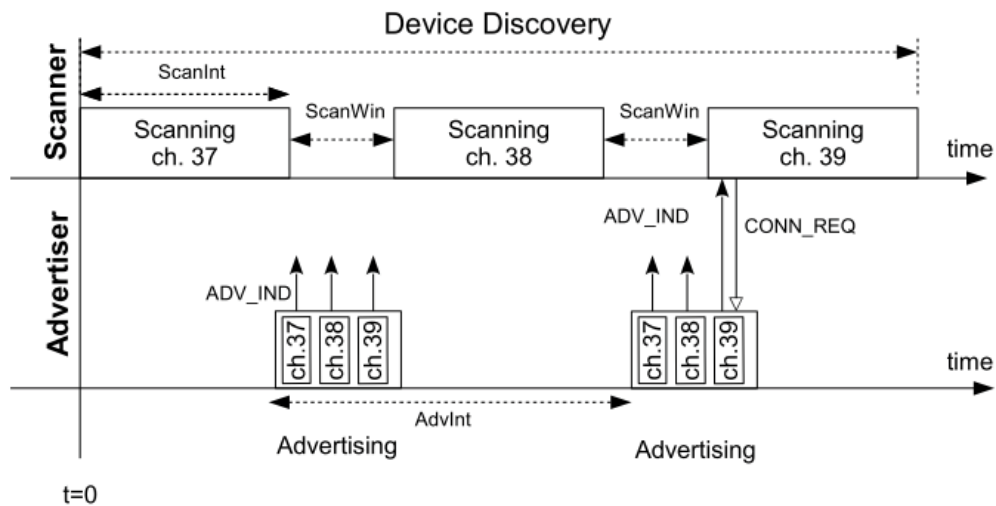 Device Discovery
Scanner
ScanInt
ScanWin
ScanWin
Scanning
ch. 37
Scanning
ch. 38
Scanning
ch. 39
time
Advertiser
ADV_IND
CONN_REQ
ADV_IND
ch.37
ch.38
ch.39
ch.37
ch.38
ch.39
time
AdvInt
Advertising
Advertising
t=0